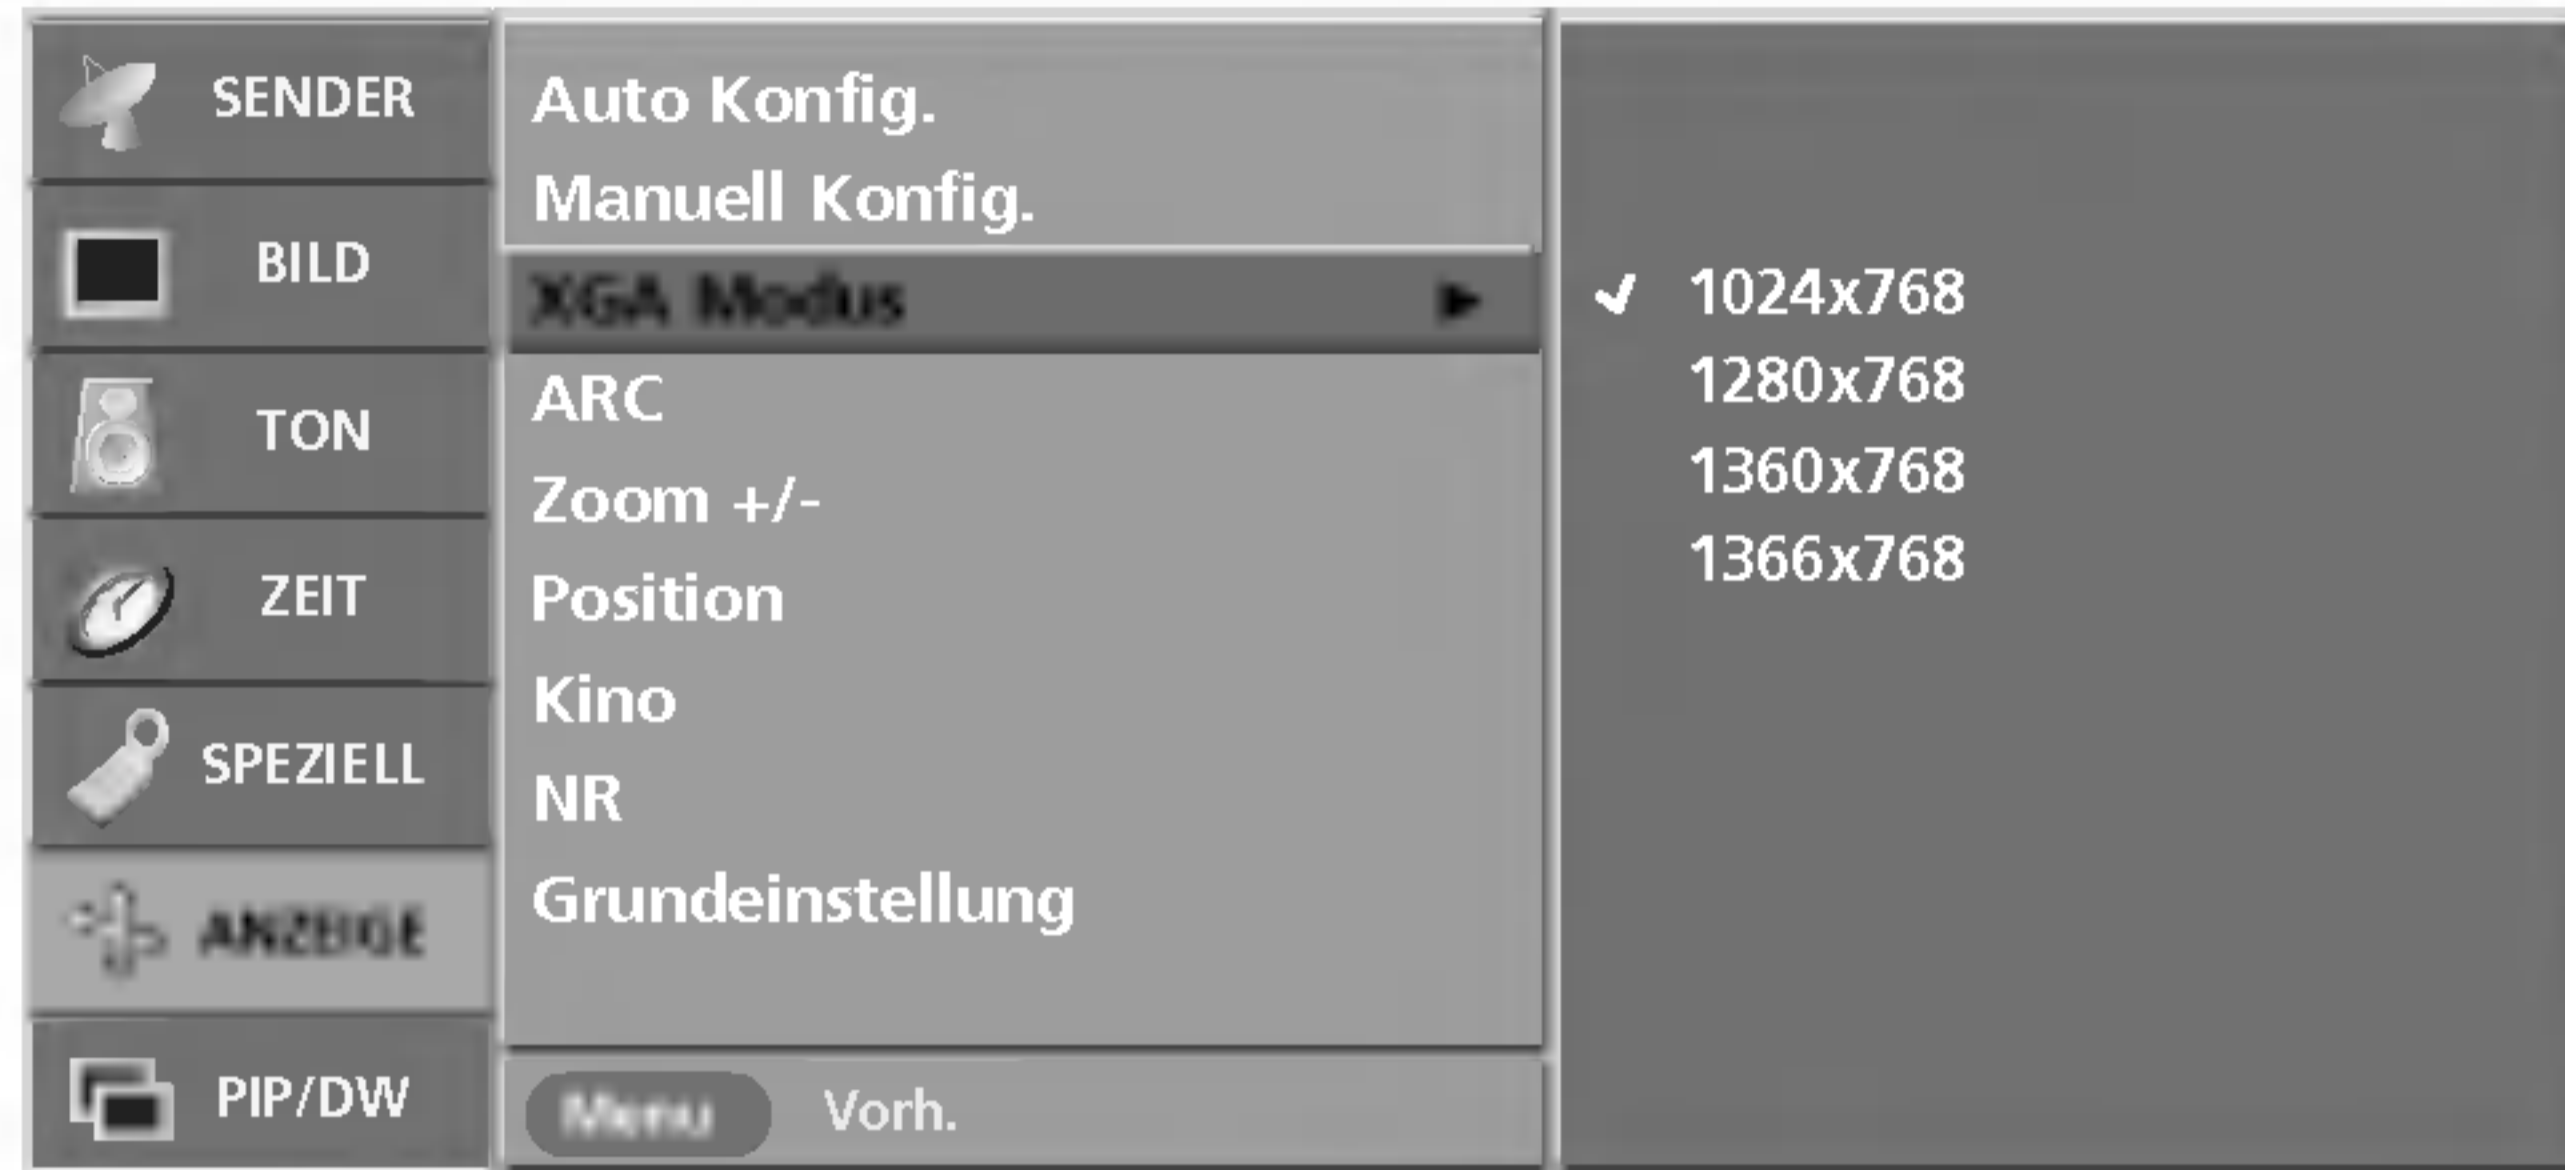 SENDER
BILD
TON
ZEIT
SPEZIELL
ANZEIGE
PIP/DW
Auto Konfig.
Manuell Konfig.
XGA Modus
ARC
Zoom +/-
Position
Kino
NR
Grundeinstellung
Menu Vorh.
1024x768
1280x768
1360x768
1366x768